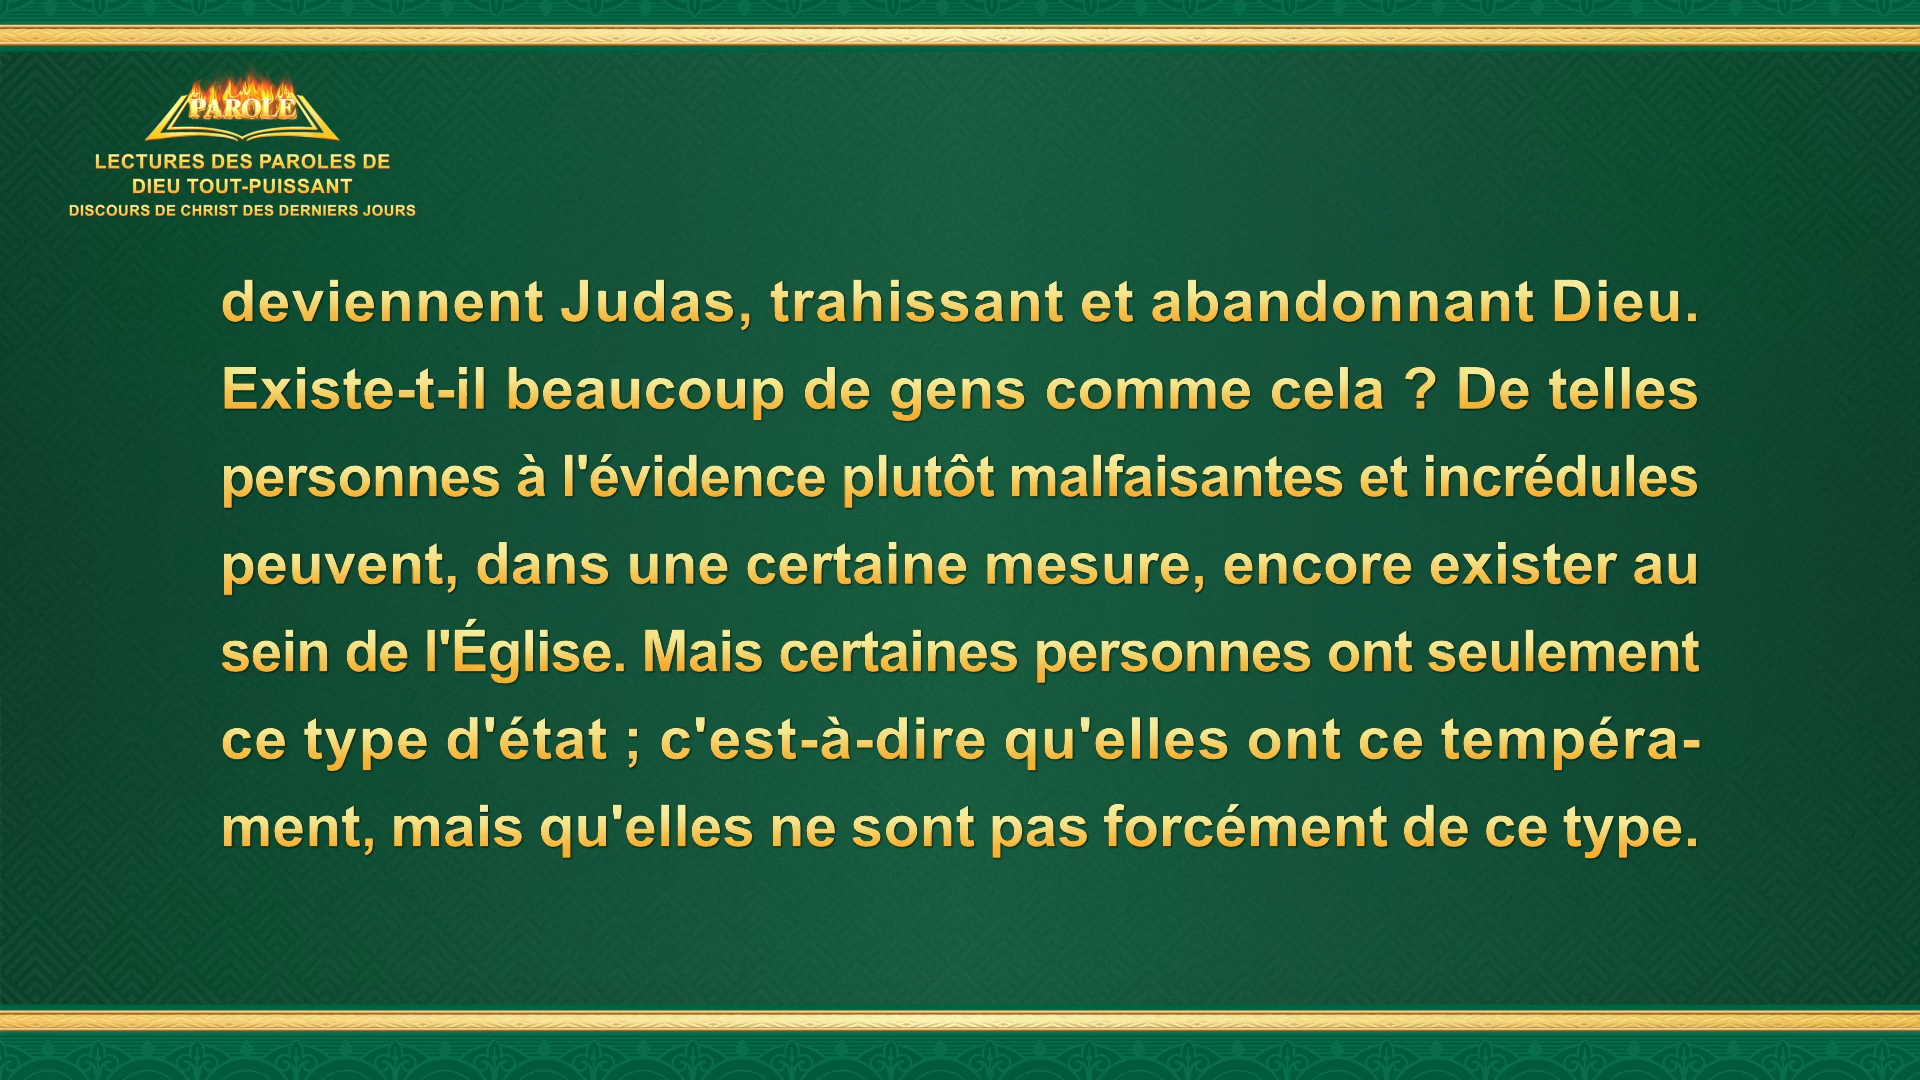 PAROLE
LECTURES DES PAROLES DE
DIEU TOUT-PUISSANT
DISCOURS DE CHRIST DES DERNIERS JOURS
deviennent Judas, trahissant et abandonnant Dieu.
Existe-t-il beaucoup de gens comme cela ? De telles
personnes à l'évidence plutôt malfaisantes et incrédules
peuvent, dans une certaine mesure, encore exister au
sein de l'Église. Mais certaines personnes ont seulement
ce type d'état ; c'est-à-dire qu'elles ont ce tempéra-
ment, mais qu'elles ne sont pas forcément de ce type.